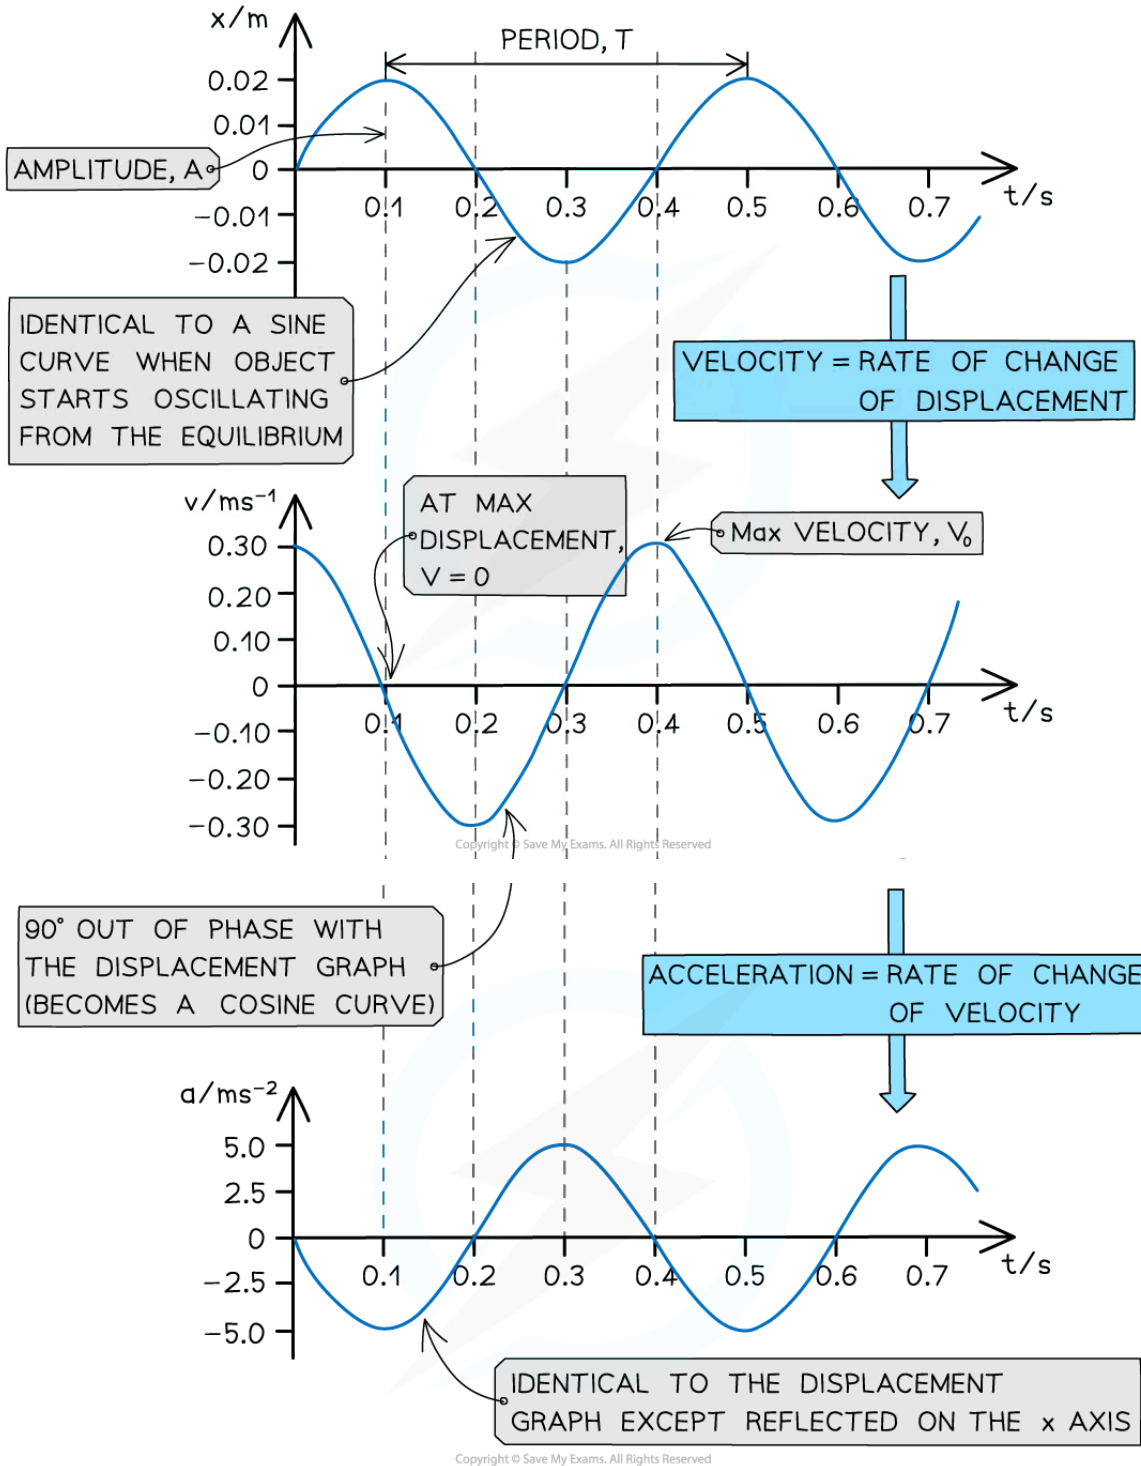 x/m
PERIOD, T
0.02
0.01
AMPLITUDE, A
0
0.1 0.2 0.3 0.4 0.5 0.6 0.7
t/s
−0.01
−0.02
IDENTICAL TO A SINE
CURVE WHEN OBJECT
STARTS OSCILLATING
FROM THE EQUILIBRIUM
VELOCITY = RATE OF CHANGE
OF DISPLACEMENT
v/ms⁻¹
AT MAX
DISPLACEMENT,
V = 0
Max VELOCITY, V₀
0.30
0.20
0.10
0
0.1 0.2 0.3 0.4 0.5 0.6 0.7
t/s
−0.10
−0.20
−0.30
Copyright © Save My Exams. All Rights Reserved
90° OUT OF PHASE WITH
THE DISPLACEMENT GRAPH
(BECOMES A COSINE CURVE)
ACCELERATION = RATE OF CHANGE
OF VELOCITY
a/ms⁻²
5.0
2.5
0
0.1 0.2 0.3 0.4 0.5 0.6 0.7
t/s
−2.5
−5.0
IDENTICAL TO THE DISPLACEMENT
GRAPH EXCEPT REFLECTED ON THE x AXIS
Copyright © Save My Exams. All Rights Reserved